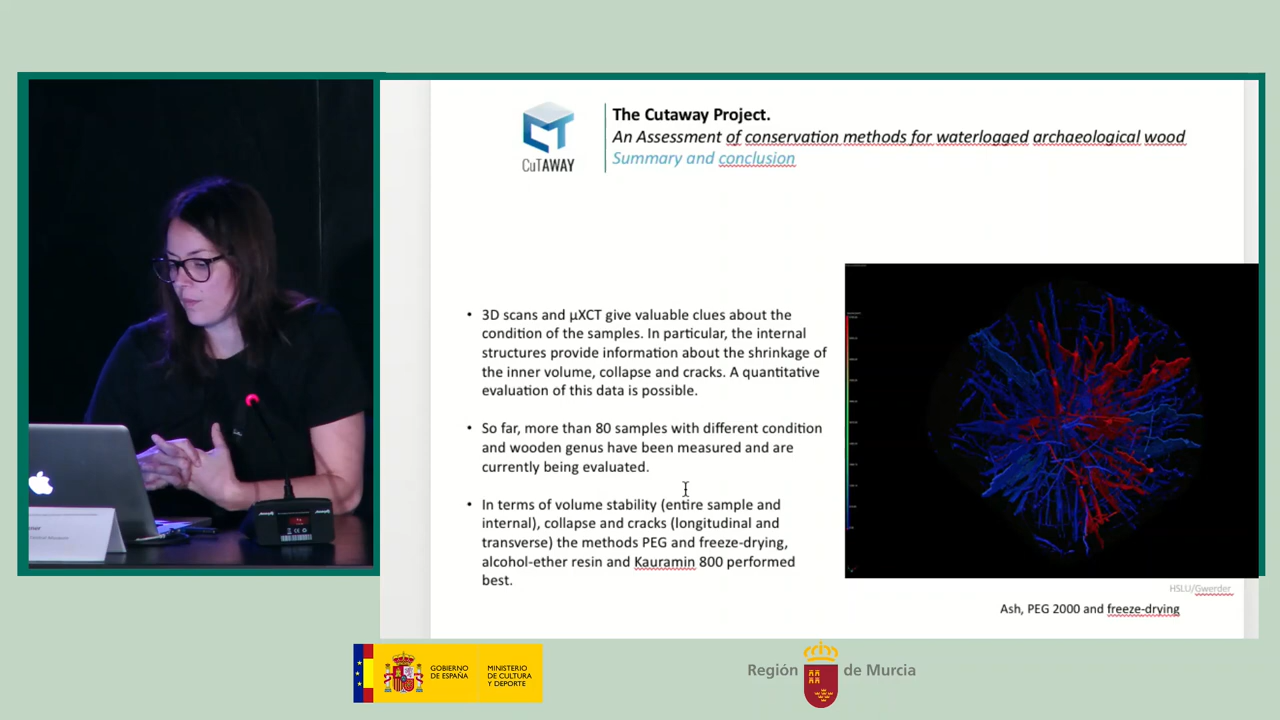 The Cutaway Project.
An Assessment of conservation methods for waterlogged archaeological wood
Summary and conclusion
CuTAWAY
• 3D scans and µXCT give valuable clues about the
condition of the samples. In particular, the internal
structures provide information about the shrinkage of
the inner volume, collapse and cracks. A quantitative
evaluation of this data is possible.
• So far, more than 80 samples with different condition
and wooden genus have been measured and are
currently being evaluated.
• In terms of volume stability (entire sample and
internal), collapse and cracks (longitudinal and
transverse) the methods PEG and freeze-drying,
alcohol-ether resin and Kauramin 800 performed
best.
HSLU/Gwerder
Ash, PEG 2000 and freeze-drying
GOBIERNO
DE ESPAÑA
MINISTERIO
DE CULTURA
Y DEPORTE
Región de Murcia